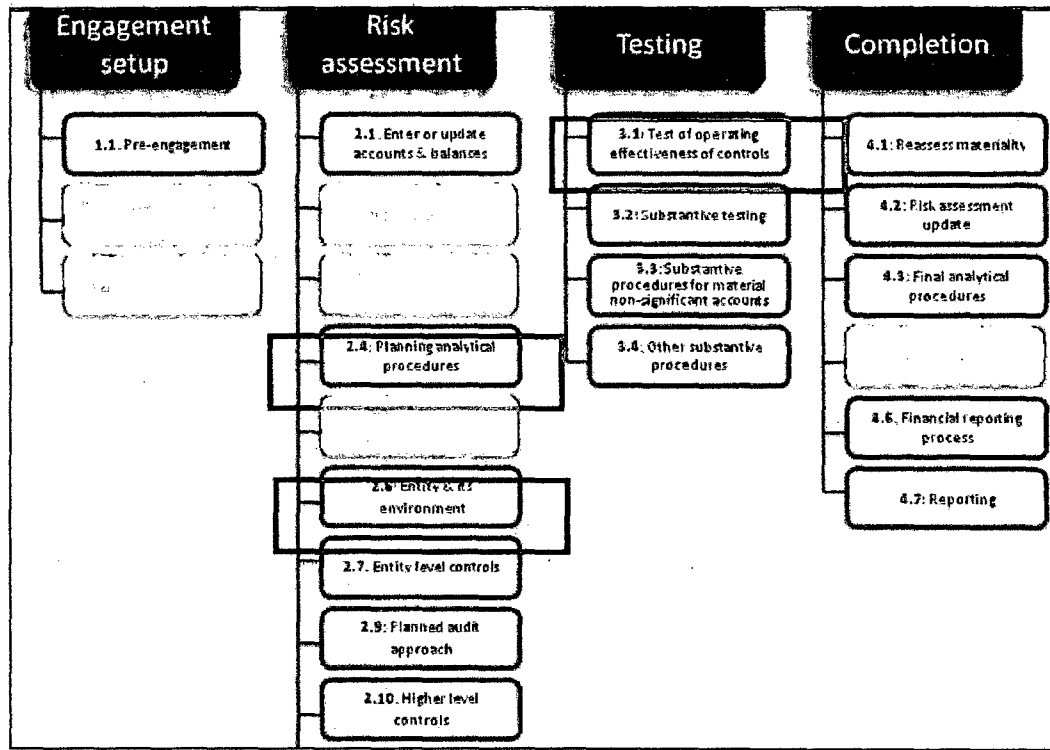 Engagement
setup
1.1. Pre-engagement
Risk
assessment
2.1. Enter or update
accounts & balances
2.4: Planning analytical
procedures
2.6: Entity & its
environment
2.7. Entity level controls
2.9: Planned audit
approach
2.10. Higher level
controls
Testing
3.1: Test of operating
effectiveness of controls
3.2: Substantive testing
3.3: Substantive
procedures for material
non-significant accounts
3.4: Other substantive
procedures
Completion
4.1: Reassess materiality
4.2: Risk assessment
update
4.3: Final analytical
procedures
4.6. Financial reporting
process
4.7: Reporting